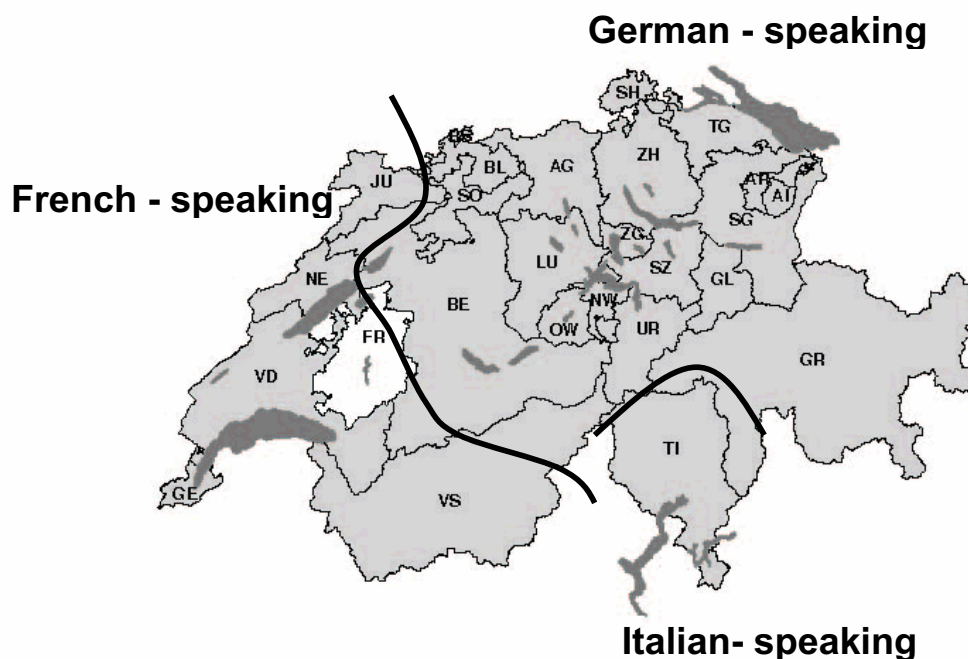 German - speaking
SH
TG
BS
BL
AG
ZH
JU
SO
AR
AI
French - speaking
SG
ZG
NE
LU
SZ
GL
BE
NW
OW
UR
FR
GR
VD
TI
GE
VS
Italian- speaking